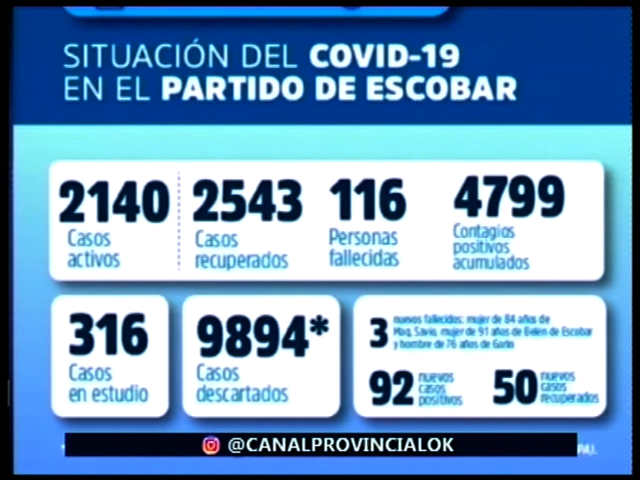 SITUACIÓN DEL COVID-19
EN EL PARTIDO DE ESCOBAR
2140
Casos
activos
2543
Casos
recuperados
116
Personas
fallecidas
4799
Contagios
positivos
acumulados
316
Casos
en estudio
9894*
Casos
descartados
3
nuevos fallecidos: mujer de 84 años de
Maq. Savio, mujer de 91 años de Belén de Escobar
y hombre de 76 años de Garín
92
nuevos
casos
positivos
50
nuevos
casos
recuperados
@CANALPROVINCIALOK